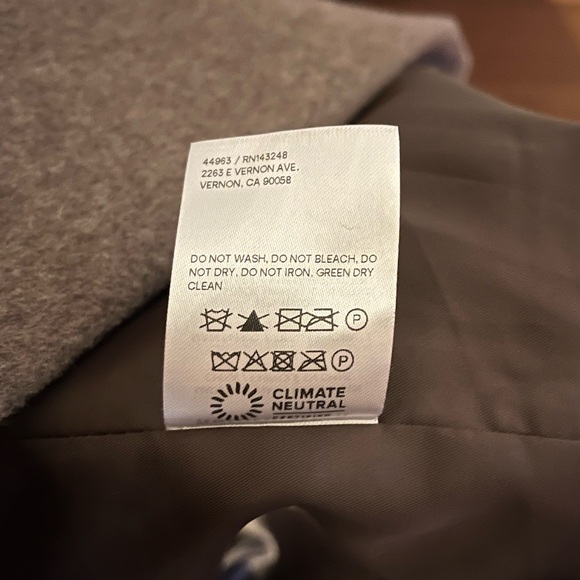 44963 / RN143248
2263 E VERNON AVE.
VERNON, CA 90058
DO NOT WASH, DO NOT BLEACH, DO
NOT DRY, DO NOT IRON, GREEN DRY
CLEAN
P
P
CLIMATE
NEUTRAL
CERTIFIED